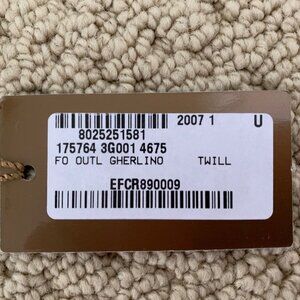 2007 1 U
8025251581
175764 3G001 4675
FO OUTL GHERLINO TWILL
EFCR890009